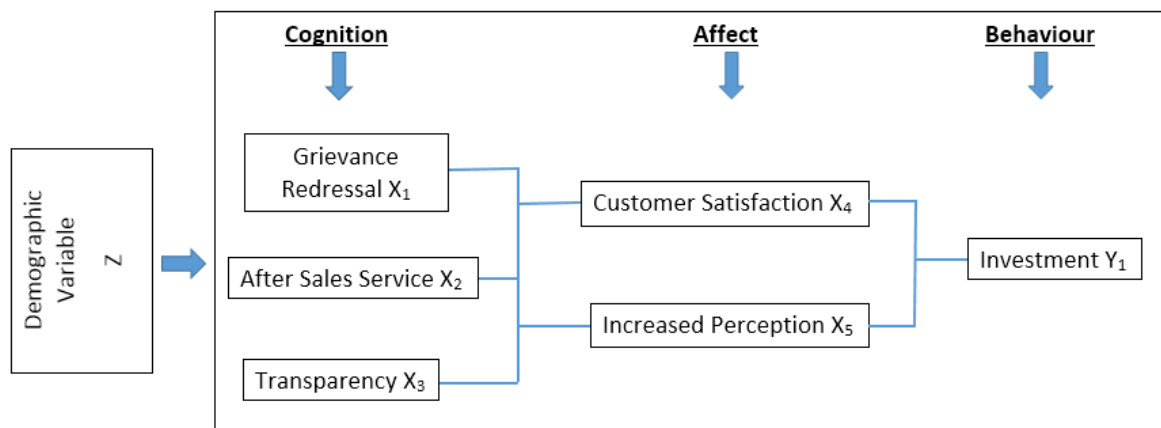 Cognition
Affect
Behaviour
Demographic
Variable
Z
Grievance
Redressal X₁
After Sales Service X₂
Transparency X₃
Customer Satisfaction X₄
Increased Perception X₅
Investment Y₁